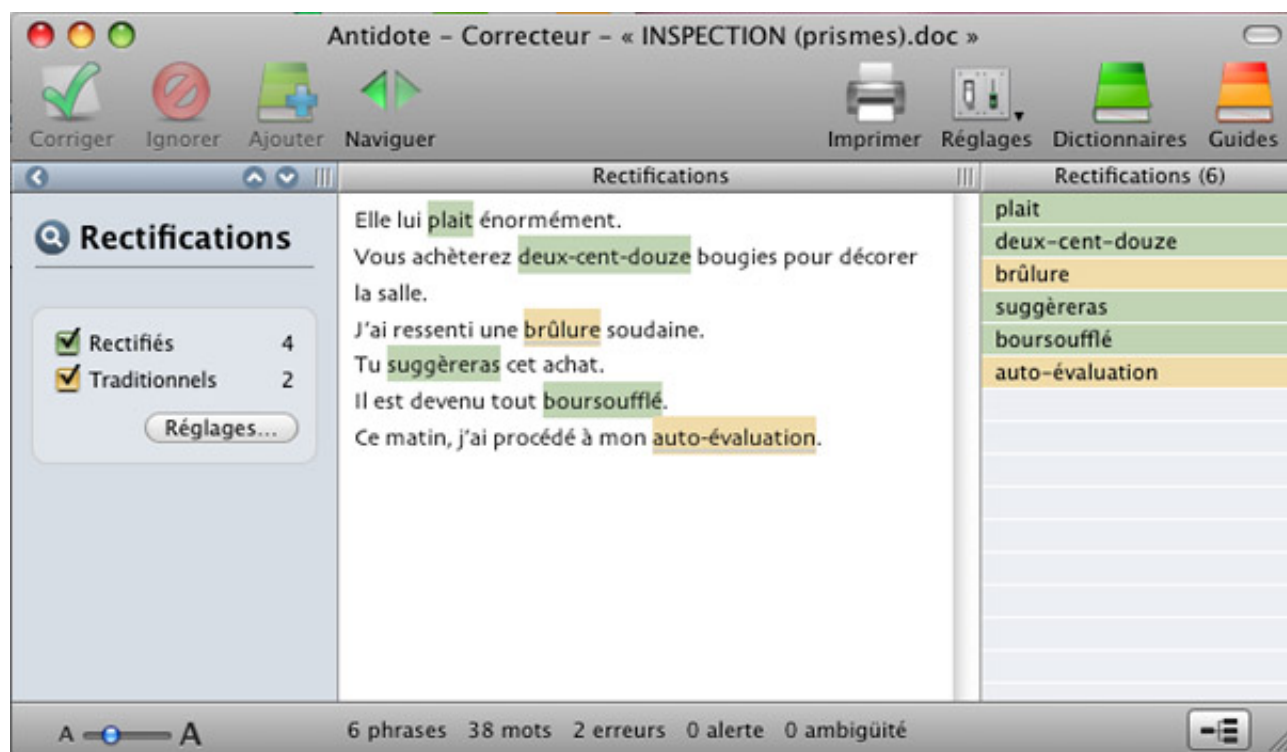 Antidote – Correcteur – « INSPECTION (prismes).doc »
Corriger Ignorer Ajouter Naviguer Imprimer Réglages Dictionnaires Guides
Rectifications Rectifications (6)
Rectifications
Rectifiés 4
Traditionnels 2
Réglages...
Elle lui plait énormément.
Vous achèterez deux-cent-douze bougies pour décorer
la salle.
J'ai ressenti une brûlure soudaine.
Tu suggèreras cet achat.
Il est devenu tout boursoufflé.
Ce matin, j'ai procédé à mon auto-évaluation.
plait
deux-cent-douze
brûlure
suggèreras
boursoufflé
auto-évaluation
A A 6 phrases 38 mots 2 erreurs 0 alerte 0 ambigüité